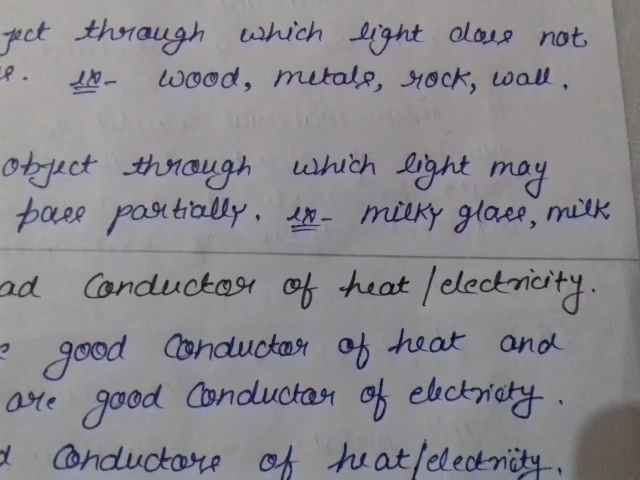 ject through which light does not
se. ex- wood, metals, rock, wall.
object through which light may
pass partially. ex- milky glass, milk
ad conductor of heat/electricity.
e good conductor of heat and
are good conductor of electricity.
d conductors of heat/electricity.